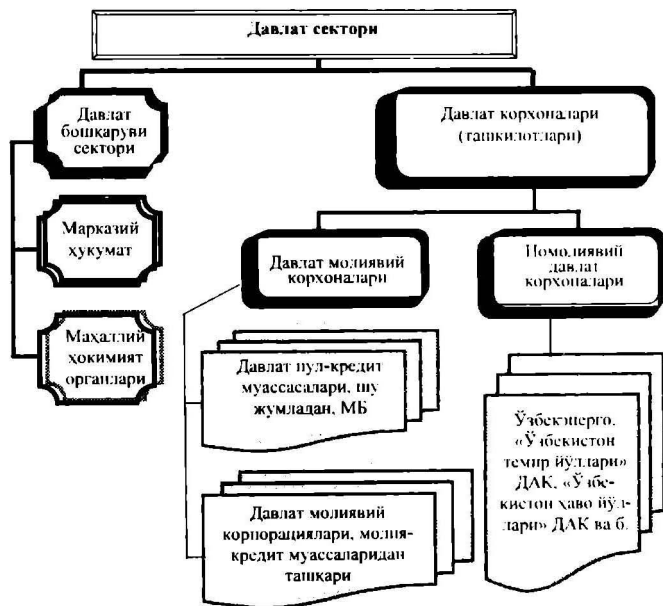 Давлат сектори
Давлат
бошқаруви
сектори
Марказий
ҳукумат
Маҳаллий
ҳокимият
органлари
Давлат корхоналари
(ташкилотлари)
Давлат молиявий
корхоналари
Номолиявий
давлат
корхоналари
Давлат пул-кредит
муассасалари, шу
жумладан, МБ
Давлат молиявий
корпорациялари, молия-
кредит муассаларидан
ташқари
Ўзбекэнерго,
«Ўзбекистон
темир йўллари»
ДАК, «Ўзбе-
кистон ҳаво йўл-
лари» ДАК ва б.